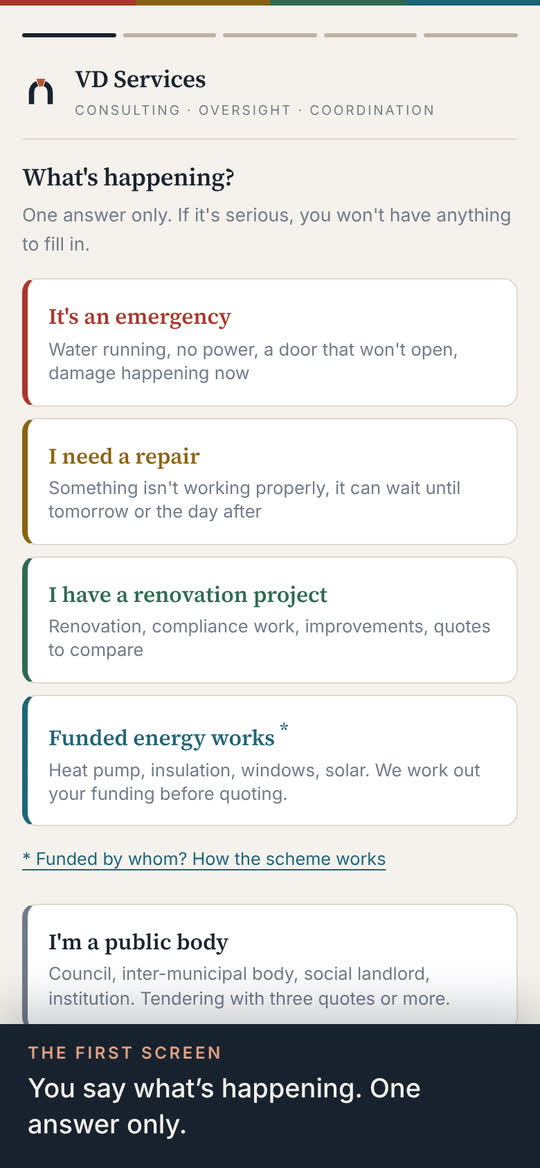 VD Services
CONSULTING · OVERSIGHT · COORDINATION
What's happening?
One answer only. If it's serious, you won't have anything
to fill in.
It's an emergency
Water running, no power, a door that won't open,
damage happening now
I need a repair
Something isn't working properly, it can wait until
tomorrow or the day after
I have a renovation project
Renovation, compliance work, improvements, quotes
to compare
Funded energy works *
Heat pump, insulation, windows, solar. We work out
your funding before quoting.
* Funded by whom? How the scheme works
I'm a public body
Council, inter-municipal body, social landlord,
institution. Tendering with three quotes or more.
THE FIRST SCREEN
You say what’s happening. One
answer only.